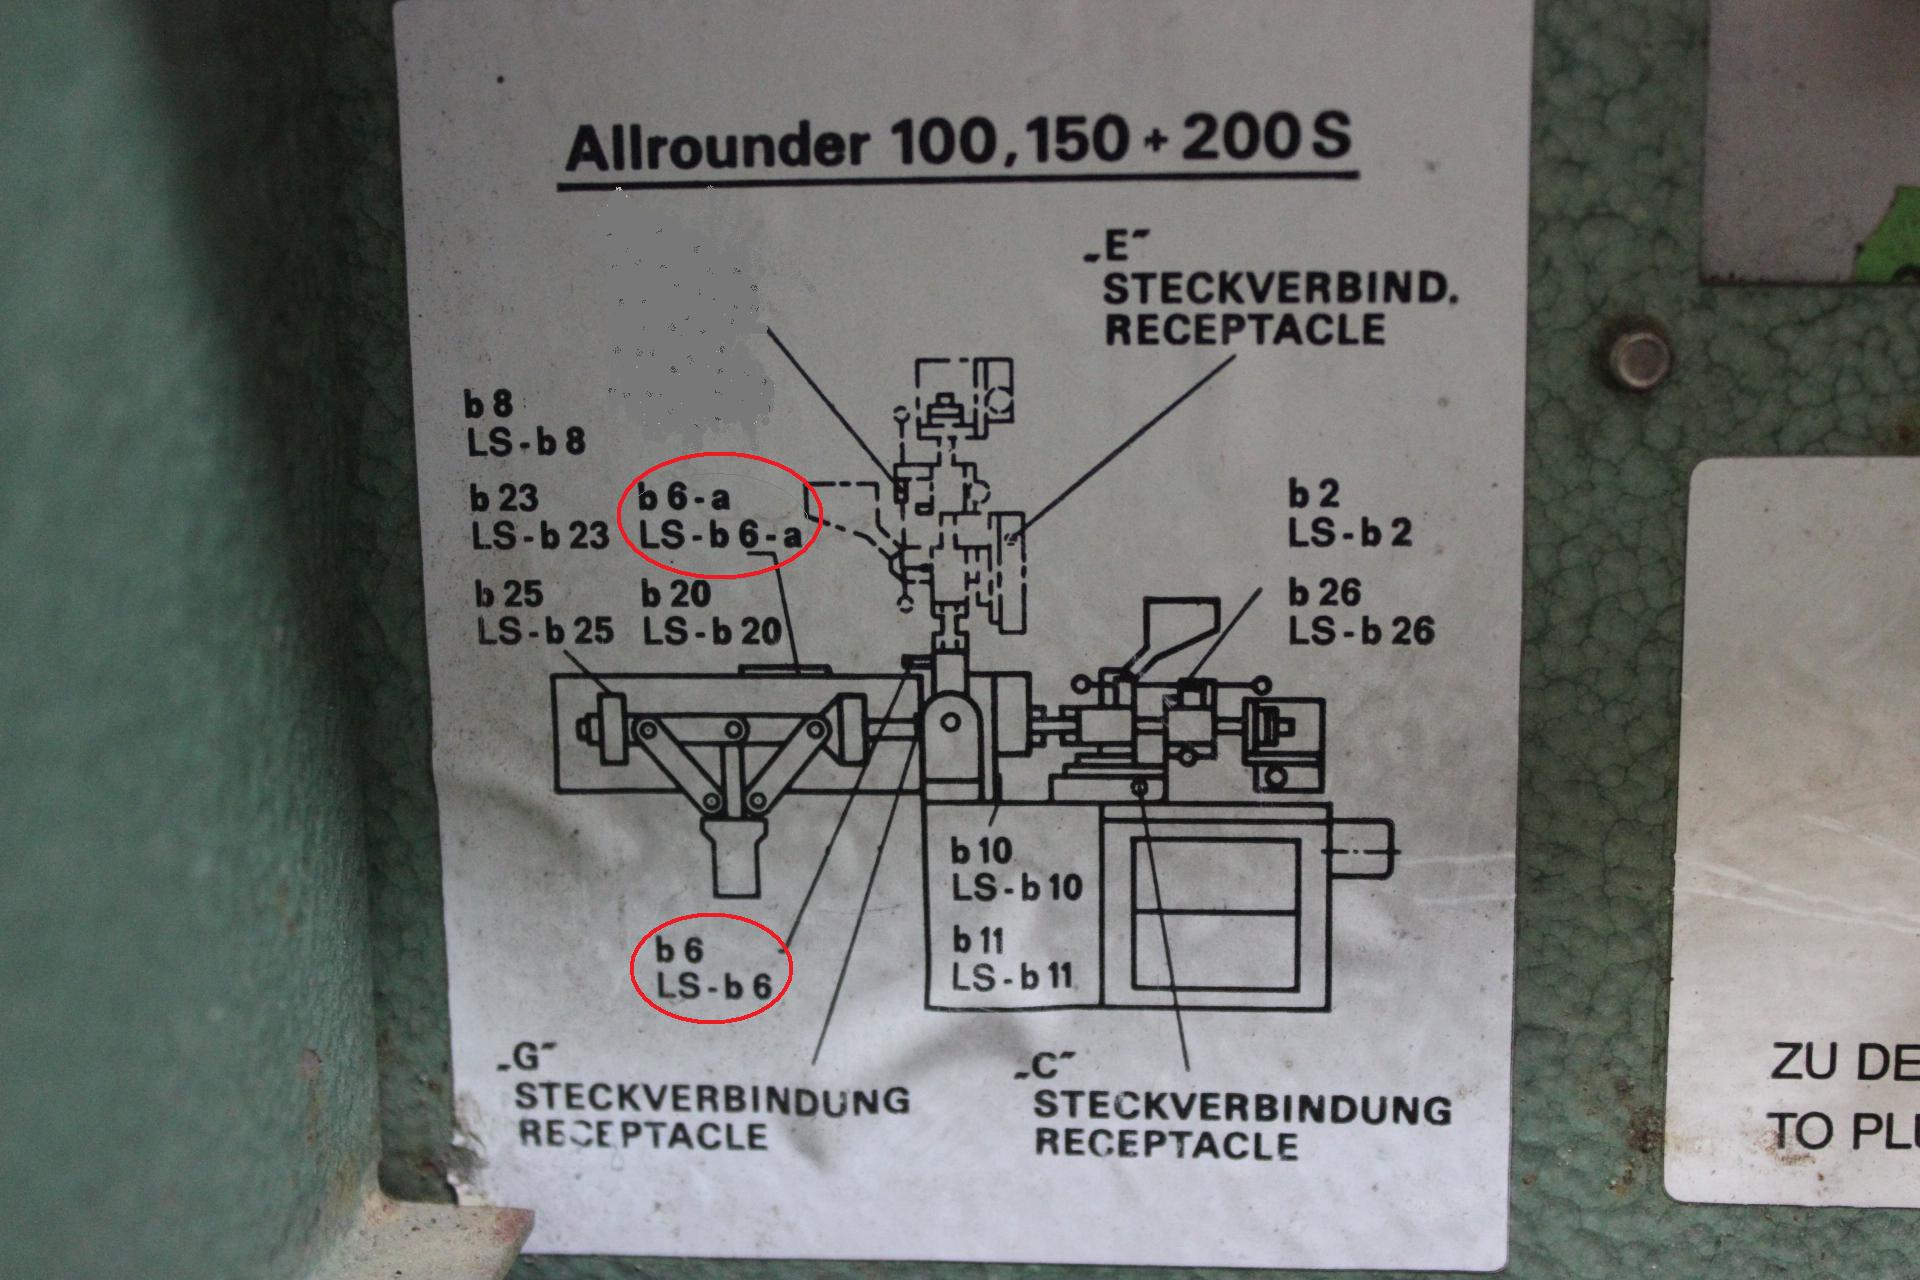 Allrounder 100, 150 + 200 S
„E"
STECKVERBIND.
RECEPTACLE
b 8
LS - b 8
b 23
LS - b 23
b 6 - a
LS - b 6 - a
b 25
LS - b 25
b 20
LS - b 20
b 2
LS - b 2
b 26
LS - b 26
b 10
LS - b 10
b 11
LS - b 11
b 6
LS - b 6
„G"
STECKVERBINDUNG
RECEPTACLE
„C"
STECKVERBINDUNG
RECEPTACLE
ZU DE
TO PLU